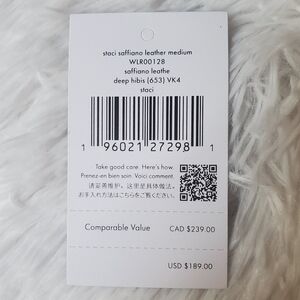 staci saffiano leather medium
WLR00128
saffiano leathe
deep hibis (653) VK4
staci
1 96021 27298 1
Take good care. Here's how.
Prenez-en bien soin. Voici comment.
请妥善维护。这里是具体做法。
お手入れ方法はこちらをご覧ください。
Comparable Value CAD $239.00
USD $189.00